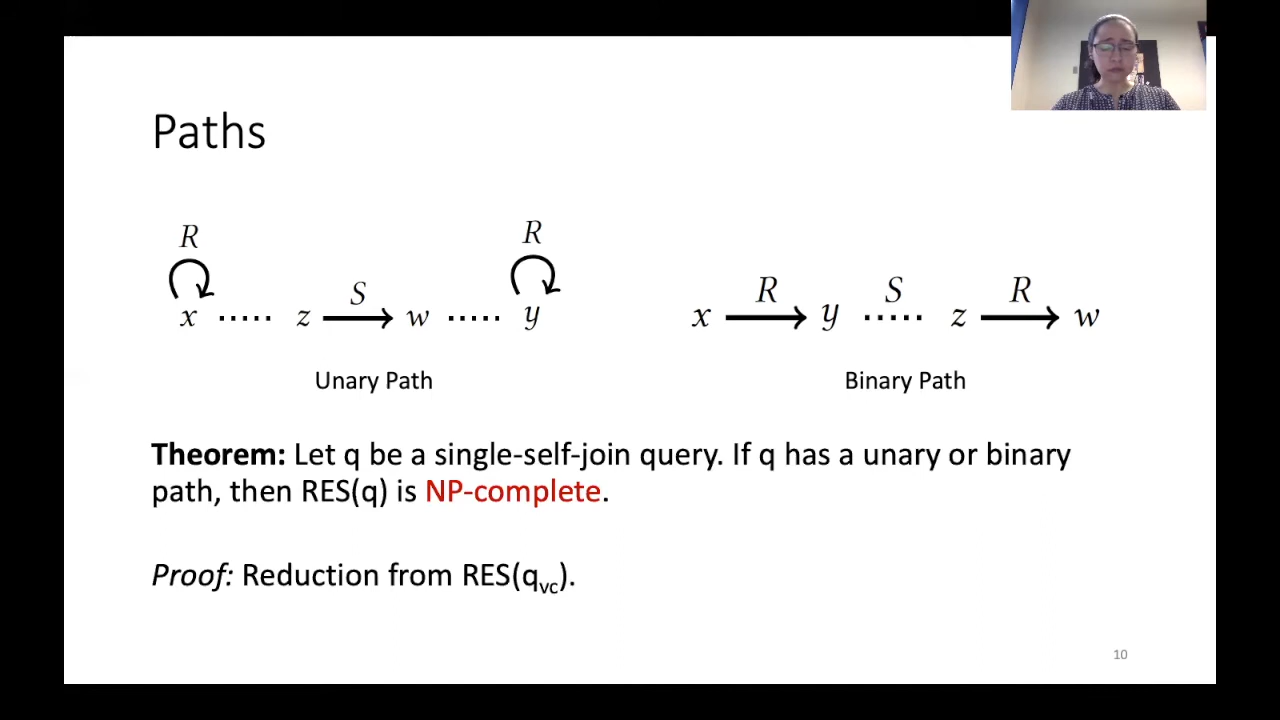 Paths
R
R
x ..... z S w ..... y
x R y S ..... z R w
Unary Path
Binary Path
Theorem: Let q be a single-self-join query. If q has a unary or binary
path, then RES(q) is NP-complete.
Proof: Reduction from RES(qvc).
10